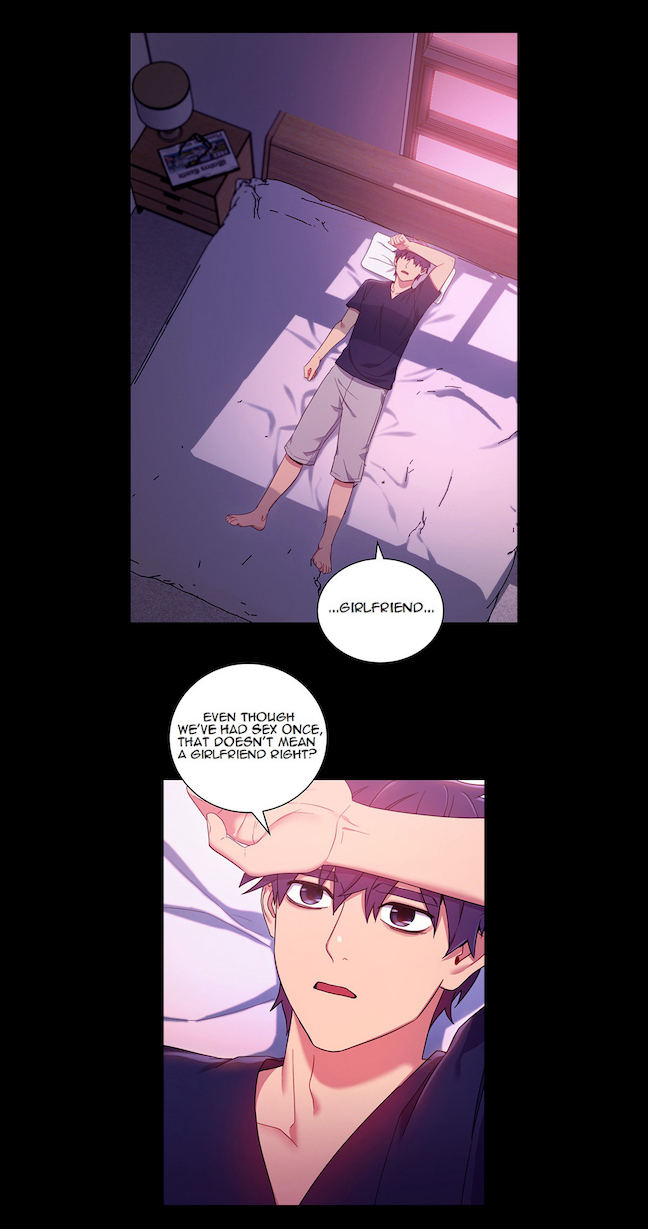 ...GIRLFRIEND...
EVEN THOUGH
WE'VE HAD SEX ONCE,
THAT DOESN'T MEAN
A GIRLFRIEND RIGHT?